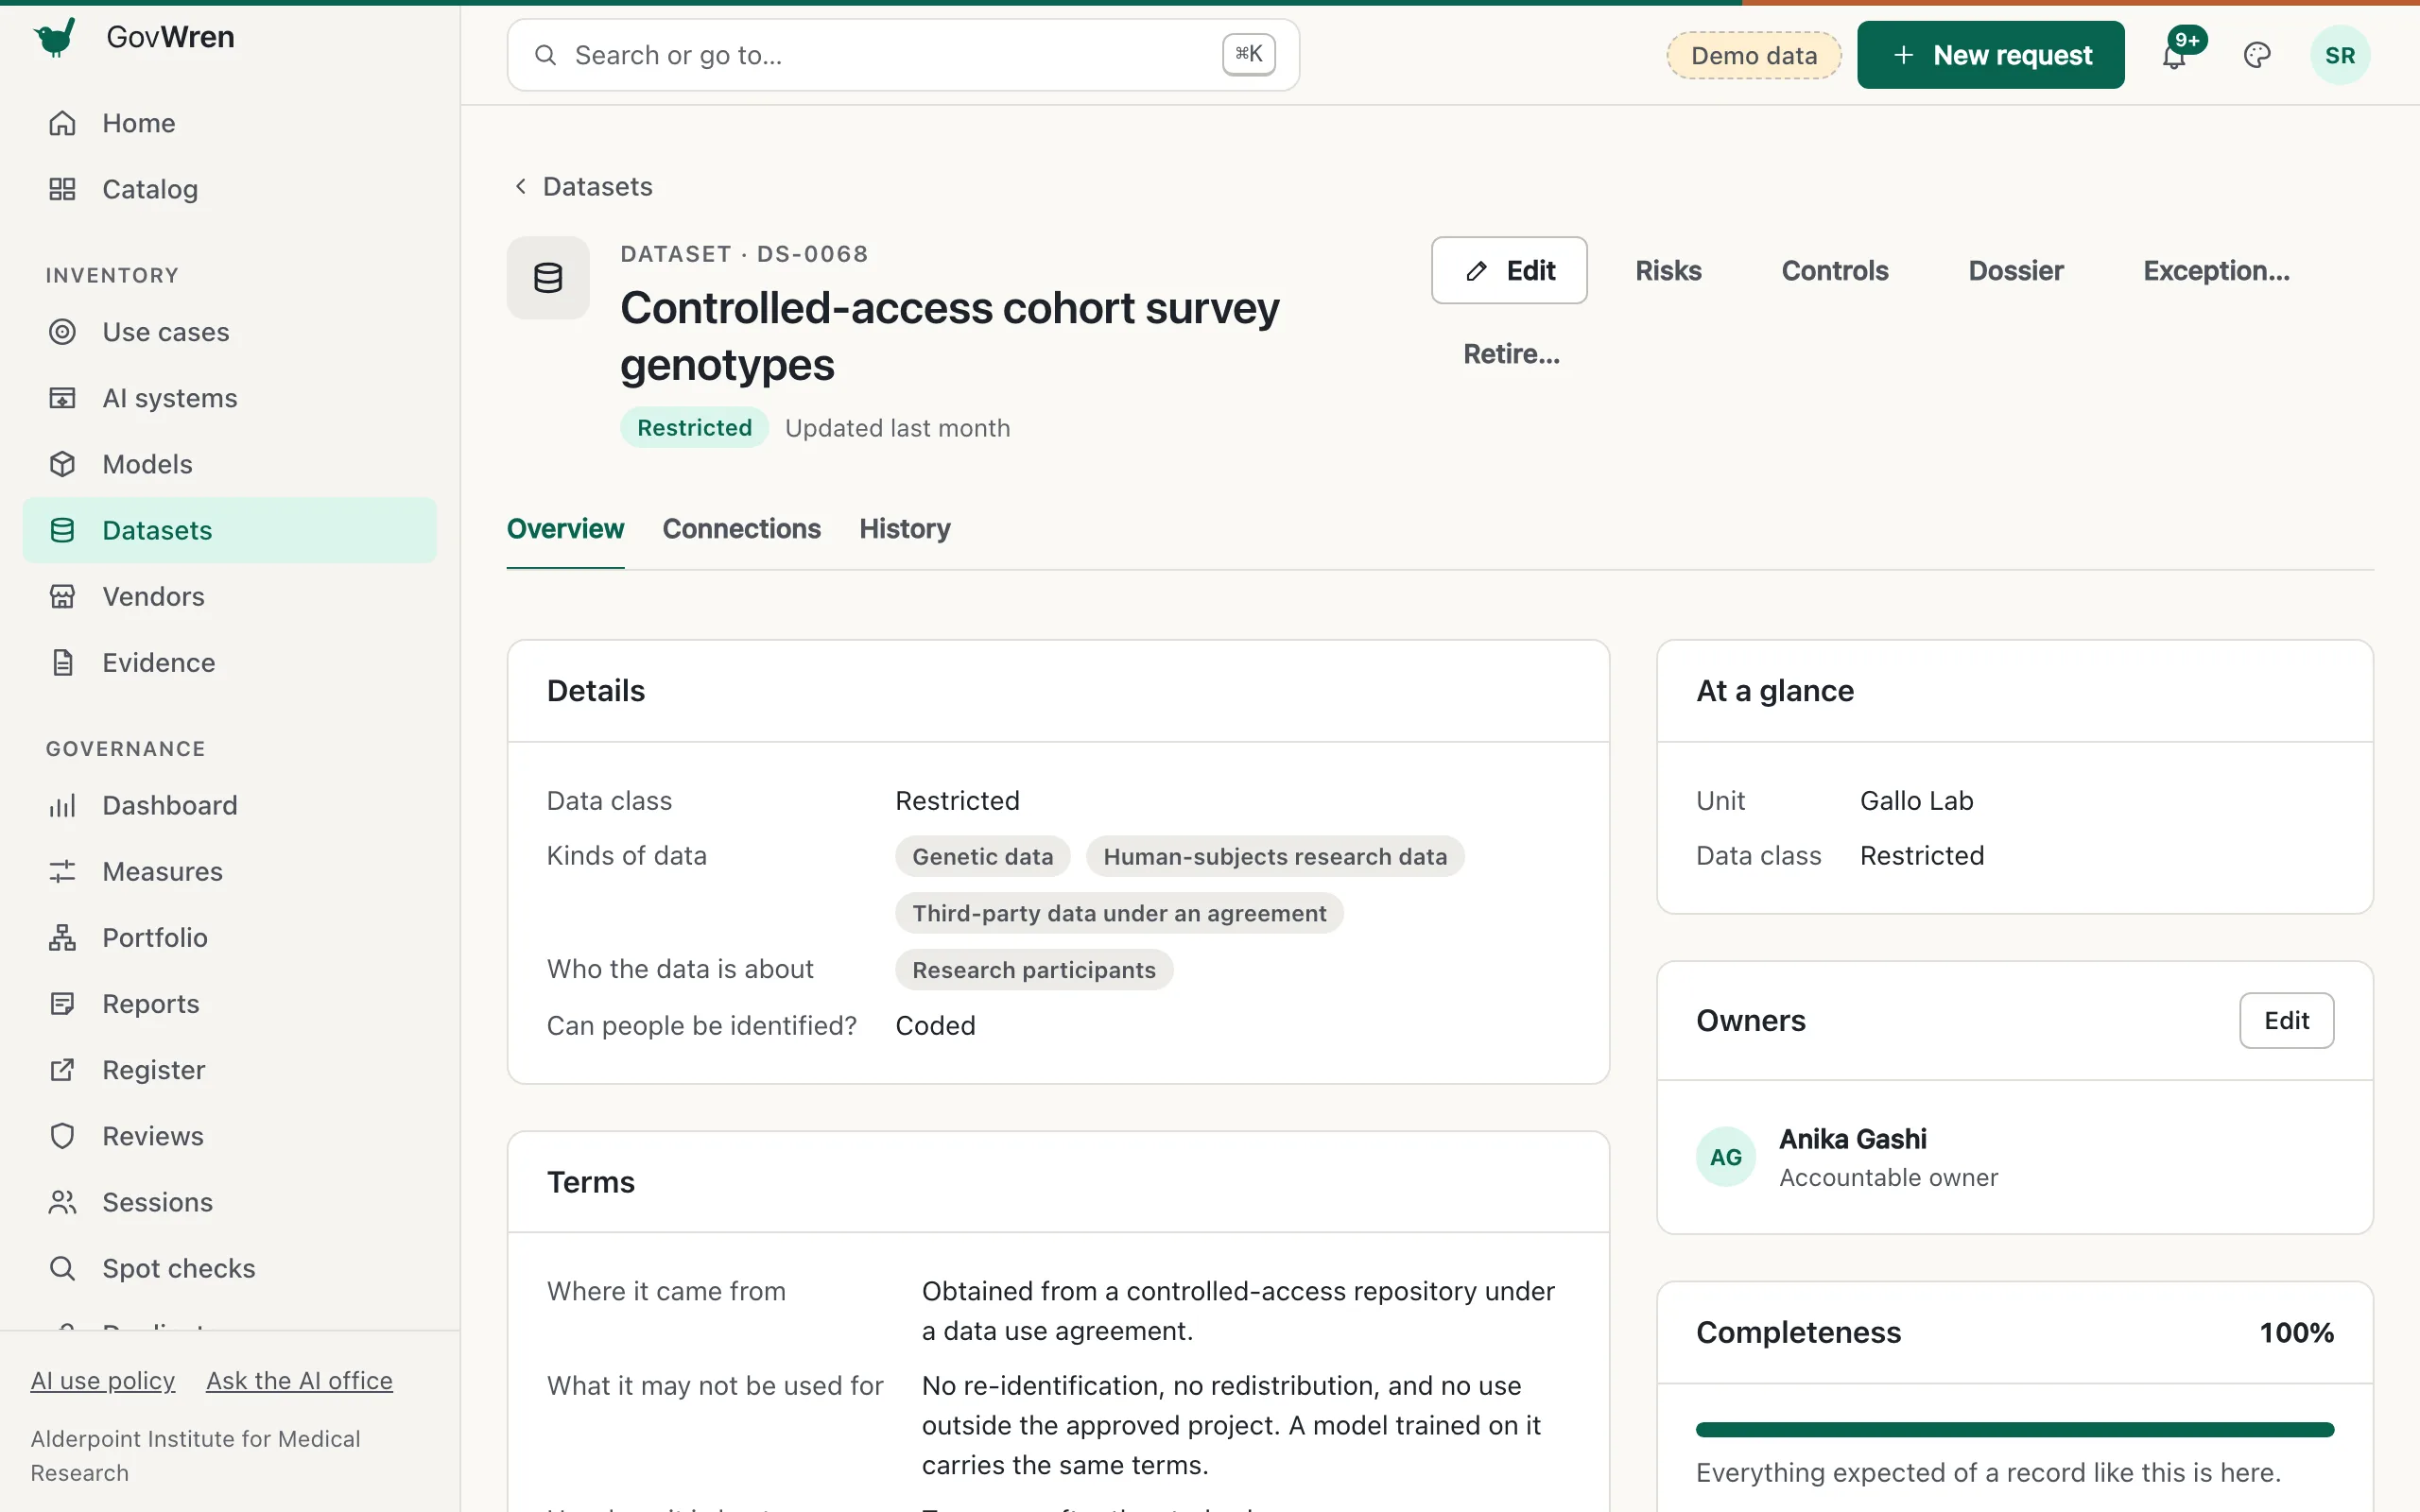 GovWren
Search or go to...
⌘K
Demo data
New request
9+
SR
Home
Catalog
INVENTORY
Use cases
AI systems
Models
Datasets
Vendors
Evidence
GOVERNANCE
Dashboard
Measures
Portfolio
Reports
Register
Reviews
Sessions
Spot checks
AI use policy
Ask the AI office
Alderpoint Institute for Medical
Research
Datasets
DATASET · DS-0068
Controlled-access cohort survey
genotypes
Restricted
Updated last month
Edit
Risks
Controls
Dossier
Exception...
Retire...
Overview
Connections
History
Details
Data class
Restricted
Kinds of data
Genetic data
Human-subjects research data
Third-party data under an agreement
Who the data is about
Research participants
Can people be identified?
Coded
Terms
Where it came from
Obtained from a controlled-access repository under
a data use agreement.
What it may not be used for
No re-identification, no redistribution, and no use
outside the approved project. A model trained on it
carries the same terms.
At a glance
Unit
Gallo Lab
Data class
Restricted
Owners
Edit
AG
Anika Gashi
Accountable owner
Completeness
100%
Everything expected of a record like this is here.